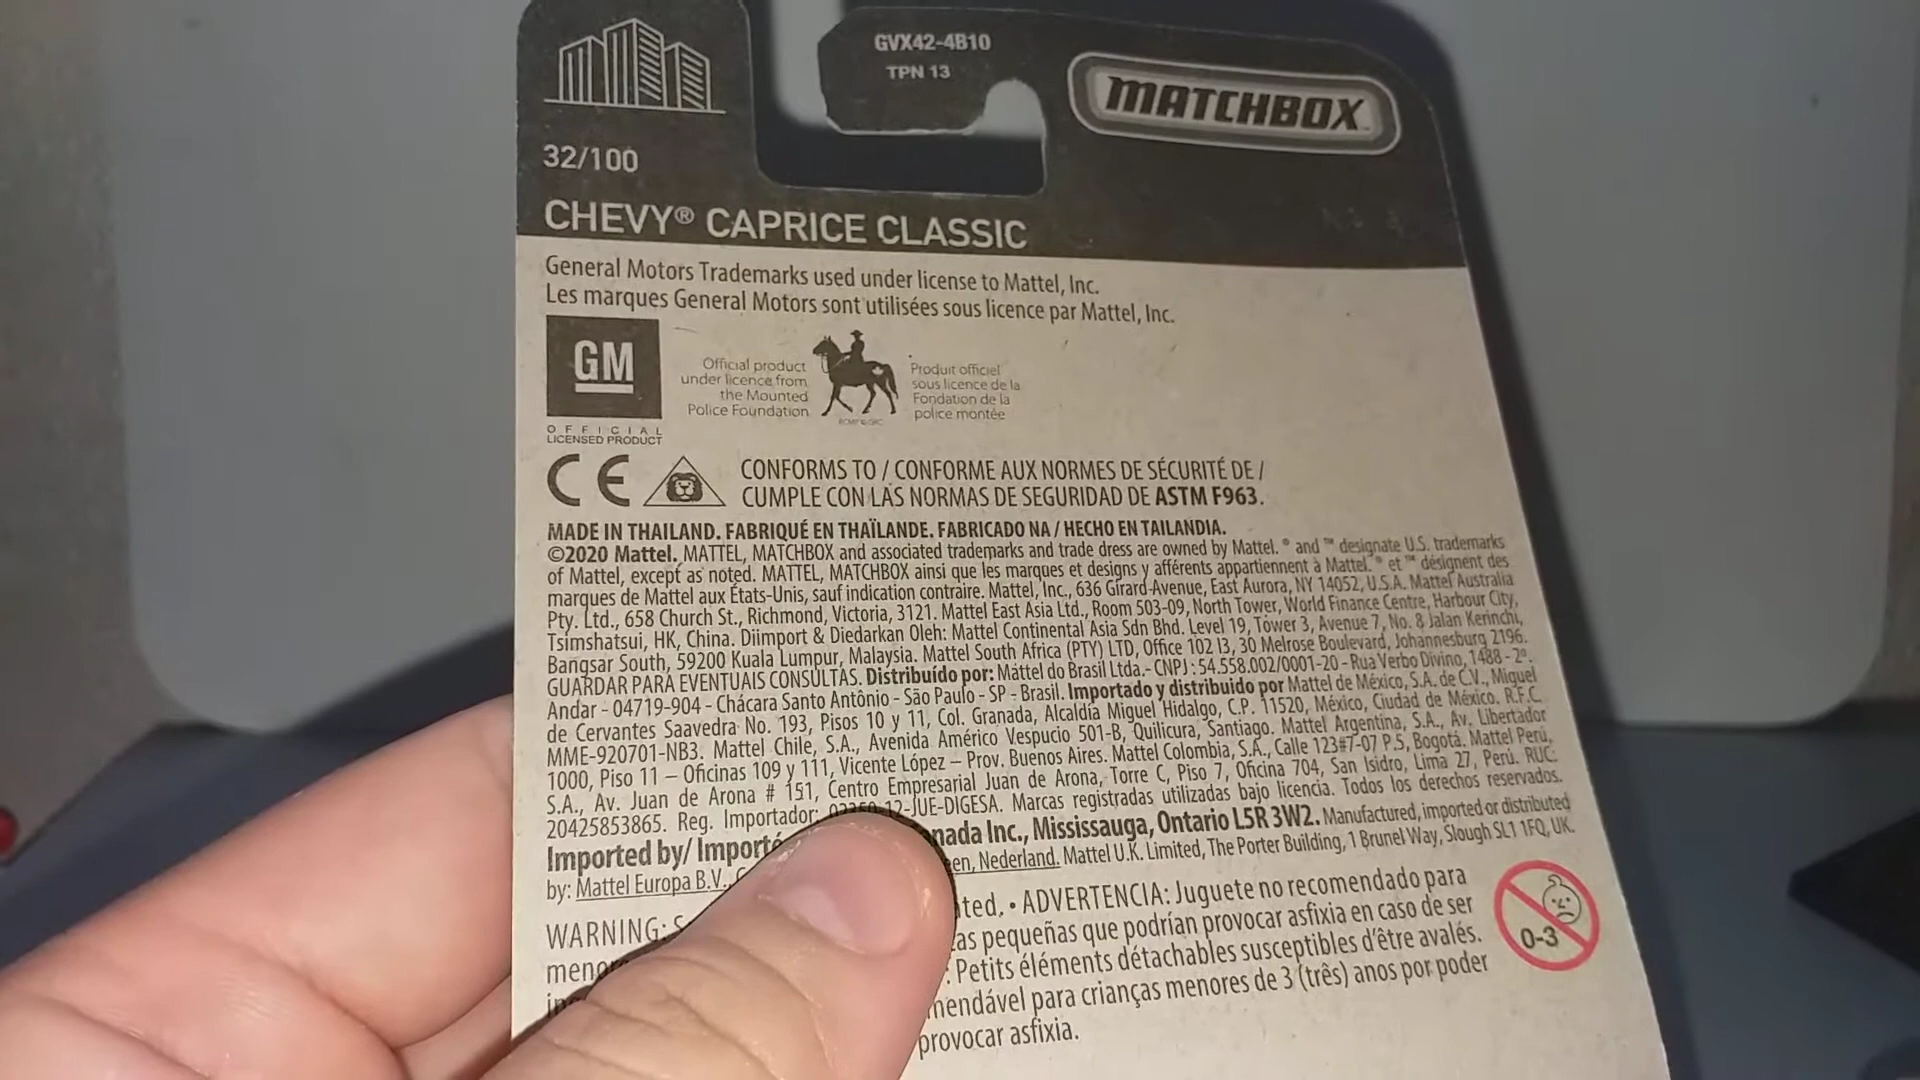 GVX42-4B10
TPN 13
MATCHBOX
32/100
CHEVY® CAPRICE CLASSIC
General Motors Trademarks used under license to Mattel, Inc.
Les marques General Motors sont utilisées sous licence par Mattel, Inc.
GM
OFFICIAL
LICENSED PRODUCT
Official product
under licence from
the Mounted
Police Foundation
Produit officiel
sous licence de la
Fondation de la
police montée
CE
CONFORMS TO / CONFORME AUX NORMES DE SÉCURITÉ DE /
CUMPLE CON LAS NORMAS DE SEGURIDAD DE ASTM F963.
MADE IN THAILAND. FABRIQUÉ EN THAÏLANDE. FABRICADO NA / HECHO EN TAILANDIA.
©2020 Mattel. MATTEL, MATCHBOX and associated trademarks and trade dress are owned by Mattel. ® and ™ designate U.S. trademarks
of Mattel, except as noted. MATTEL, MATCHBOX ainsi que les marques et designs y afférents appartiennent à Mattel. ® et ™ désignent des
marques de Mattel aux États-Unis, sauf indication contraire. Mattel, Inc., 636 Girard Avenue, East Aurora, NY 14052, U.S.A. Mattel Australia
Pty. Ltd., 658 Church St., Richmond, Victoria, 3121. Mattel East Asia Ltd., Room 503-09, North Tower, World Finance Centre, Harbour City,
Tsimshatsui, HK, China. Diimport & Diedarkan Oleh: Mattel Continental Asia Sdn Bhd. Level 19, Tower 3, Avenue 7, No. 8 Jalan Kerinchi,
Bangsar South, 59200 Kuala Lumpur, Malaysia. Mattel South Africa (PTY) LTD, Office 102 I3, 30 Melrose Boulevard, Johannesburg 2196.
GUARDAR PARA EVENTUAIS CONSULTAS. Distribuído por: Mattel do Brasil Ltda.- CNPJ : 54.558.002/0001-20 - Rua Verbo Divino, 1488 - 2º.
Andar - 04719-904 - Chácara Santo Antônio - São Paulo - SP - Brasil. Importado y distribuido por Mattel de México, S.A. de C.V., Miguel
de Cervantes Saavedra No. 193, Pisos 10 y 11, Col. Granada, Alcaldía Miguel Hidalgo, C.P. 11520, México, Ciudad de México. R.F.C.
MME-920701-NB3. Mattel Chile, S.A., Avenida Américo Vespucio 501-B, Quilicura, Santiago. Mattel Argentina, S.A., Av. Libertador
1000, Piso 11 – Oficinas 109 y 111, Vicente López – Prov. Buenos Aires. Mattel Colombia, S.A., Calle 123#7-07 P.5, Bogotá. Mattel Perú,
S.A., Av. Juan de Arona # 151, Centro Empresarial Juan de Arona, Torre C, Piso 7, Oficina 704, San Isidro, Lima 27, Perú. RUC:
20425853865. Reg. Importador: 02350-12-JUE-DIGESA. Marcas registradas utilizadas bajo licencia. Todos los derechos reservados.
Imported by/ Importé nada Inc., Mississauga, Ontario L5R 3W2. Manufactured, imported or distributed
by: Mattel Europa B.V., en, Nederland. Mattel U.K. Limited, The Porter Building, 1 Brunel Way, Slough SL1 1FQ, UK.
WARNING: ted. • ADVERTENCIA: Juguete no recomendado para
meno as pequeñas que podrían provocar asfixia en caso de ser
: Petits éléments détachables susceptibles d'être avalés.
mendável para crianças menores de 3 (três) anos por poder
provocar asfixia.
0-3